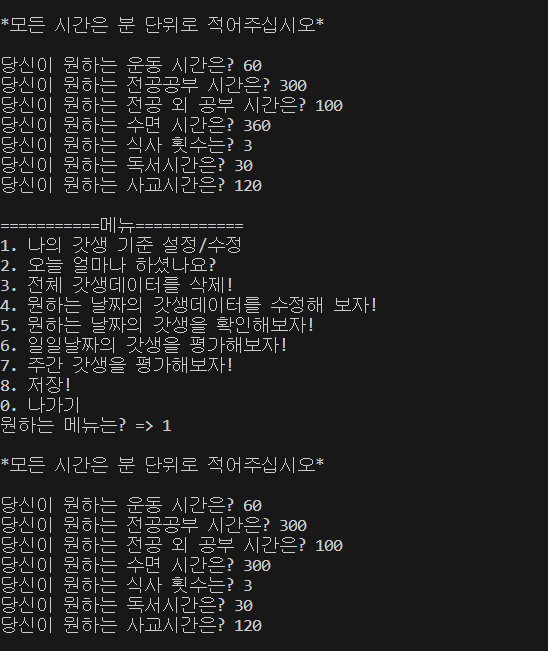 *모든 시간은 분 단위로 적어주십시오*
당신이 원하는 운동 시간은? 60
당신이 원하는 전공공부 시간은? 300
당신이 원하는 전공 외 공부 시간은? 100
당신이 원하는 수면 시간은? 360
당신이 원하는 식사 횟수는? 3
당신이 원하는 독서시간은? 30
당신이 원하는 사교시간은? 120
===========메뉴============
1. 나의 갓생 기준 설정/수정
2. 오늘 얼마나 하셨나요?
3. 전체 갓생데이터를 삭제!
4. 원하는 날짜의 갓생데이터를 수정해 보자!
5. 원하는 날짜의 갓생을 확인해보자!
6. 일일날짜의 갓생을 평가해보자!
7. 주간 갓생을 평가해보자!
8. 저장!
0. 나가기
원하는 메뉴는? => 1
*모든 시간은 분 단위로 적어주십시오*
당신이 원하는 운동 시간은? 60
당신이 원하는 전공공부 시간은? 300
당신이 원하는 전공 외 공부 시간은? 100
당신이 원하는 수면 시간은? 300
당신이 원하는 식사 횟수는? 3
당신이 원하는 독서시간은? 30
당신이 원하는 사교시간은? 120